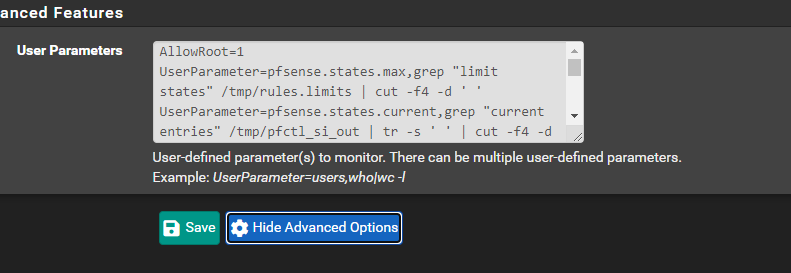 anced Features
User Parameters
AllowRoot=1
UserParameter=pfsense.states.max,grep "limit
states" /tmp/rules.limits | cut -f4 -d ' '
UserParameter=pfsense.states.current,grep "current
entries" /tmp/pfctl_si_out | tr -s ' ' | cut -f4 -d
User-defined parameter(s) to monitor. There can be multiple user-defined parameters.
Example: UserParameter=users,who|wc -l
Save
Hide Advanced Options